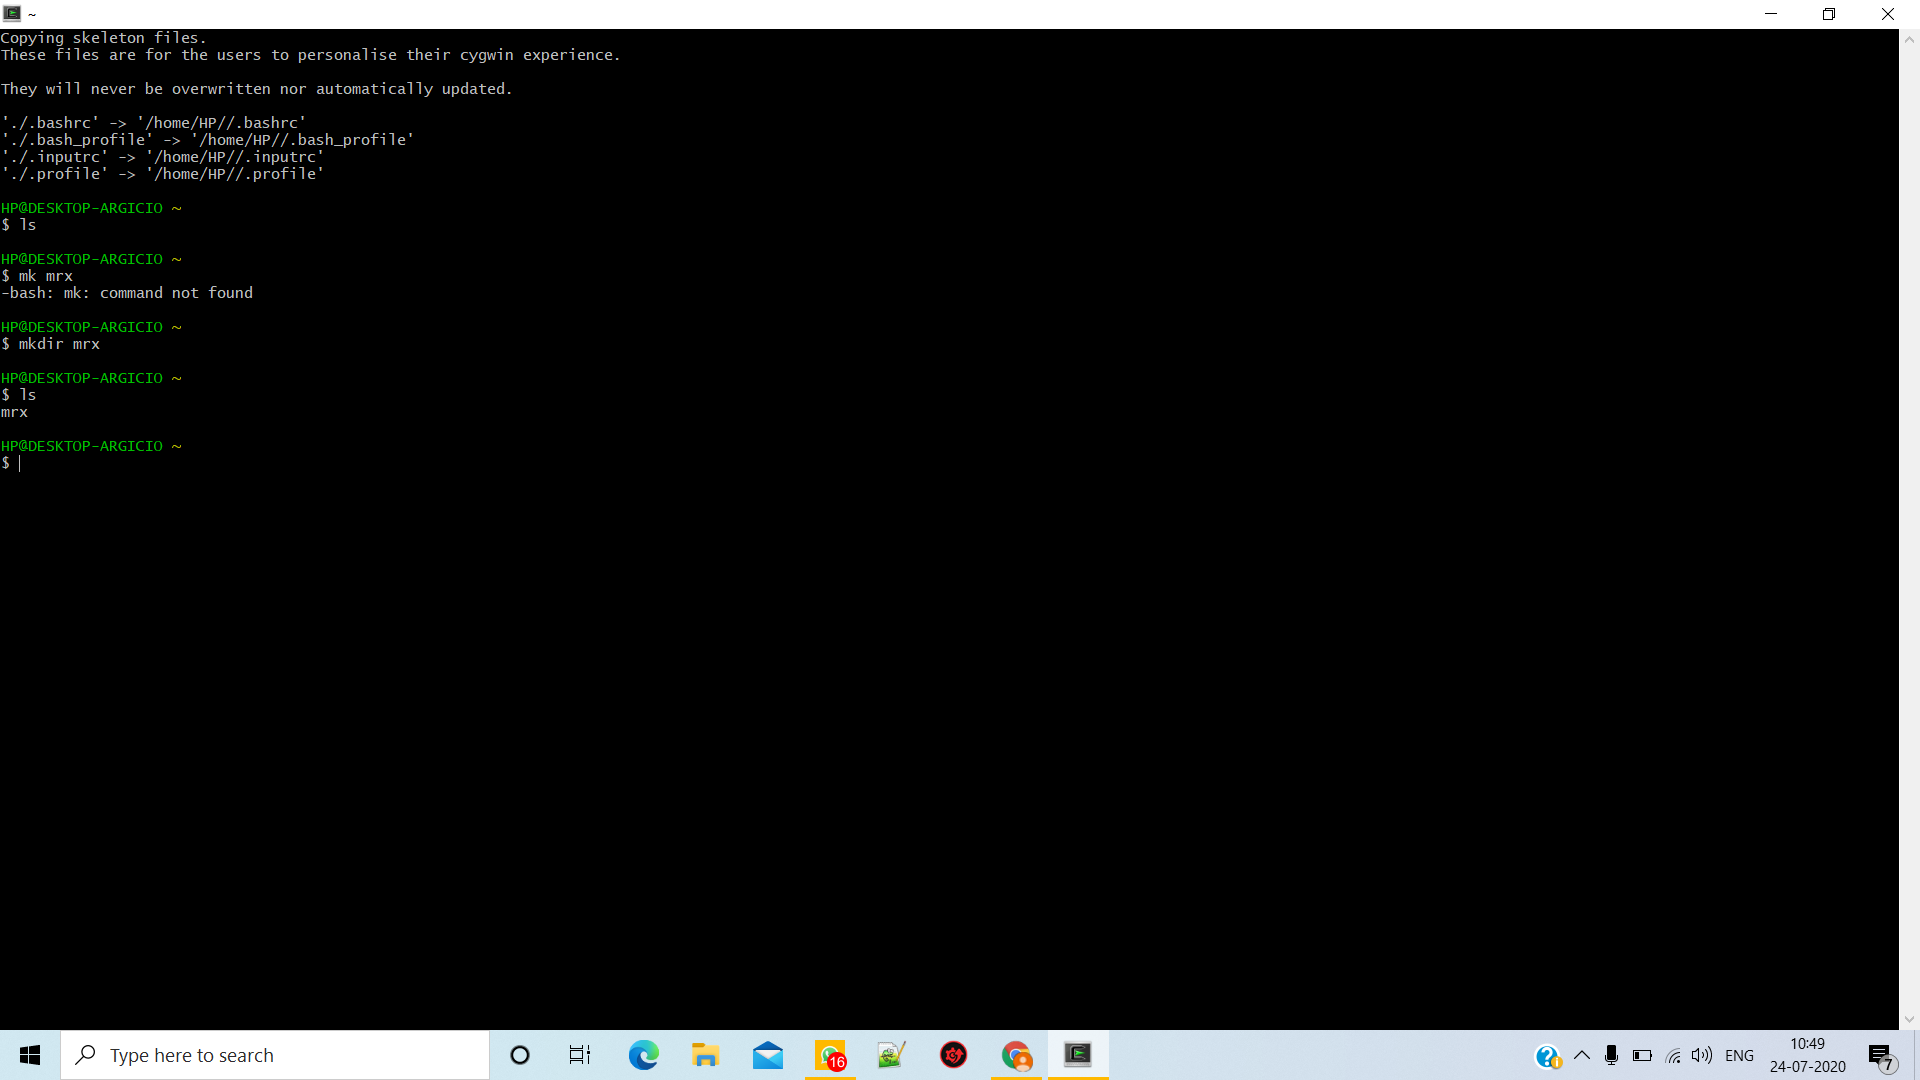 ~
Copying skeleton files.
These files are for the users to personalise their cygwin experience.
They will never be overwritten nor automatically updated.
'./.bashrc' -> '/home/HP//.bashrc'
'./.bash_profile' -> '/home/HP//.bash_profile'
'./.inputrc' -> '/home/HP//.inputrc'
'./.profile' -> '/home/HP//.profile'
HP@DESKTOP-ARGICIO ~
$ ls
HP@DESKTOP-ARGICIO ~
$ mk mrx
-bash: mk: command not found
HP@DESKTOP-ARGICIO ~
$ mkdir mrx
HP@DESKTOP-ARGICIO ~
$ ls
mrx
HP@DESKTOP-ARGICIO ~
$
Type here to search
16
ENG
10:49
24-07-2020
7